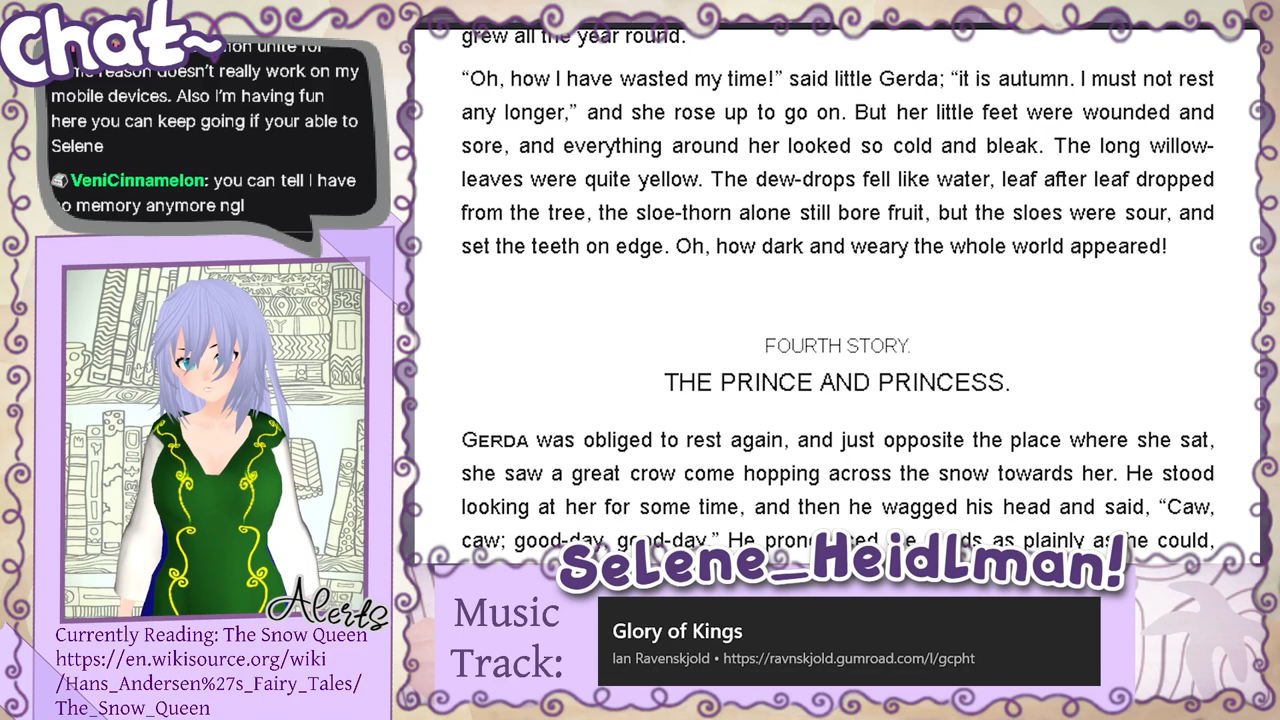 Chat~
unite for
reason doesn't really work on my
mobile devices. Also I'm having fun
here you can keep going if your able to
Selene
VeniCinnamelon: you can tell I have
no memory anymore ngl
Alerts
Currently Reading: The Snow Queen
https://en.wikisource.org/wiki
/Hans_Andersen%27s_Fairy_Tales/
The_Snow_Queen
grew all the year round.
“Oh, how I have wasted my time!” said little Gerda; “it is autumn. I must not rest
any longer,” and she rose up to go on. But her little feet were wounded and
sore, and everything around her looked so cold and bleak. The long willow-
leaves were quite yellow. The dew-drops fell like water, leaf after leaf dropped
from the tree, the sloe-thorn alone still bore fruit, but the sloes were sour, and
set the teeth on edge. Oh, how dark and weary the whole world appeared!
FOURTH STORY.
THE PRINCE AND PRINCESS.
GERDA was obliged to rest again, and just opposite the place where she sat,
she saw a great crow come hopping across the snow towards her. He stood
looking at her for some time, and then he wagged his head and said, “Caw,
caw; good-day, good-day.” He pronounced the words as plainly as he could,
Selene_Heidlman!
Music
Track:
Glory of Kings
Ian Ravenskjold • https://ravnskjold.gumroad.com/l/gcpht